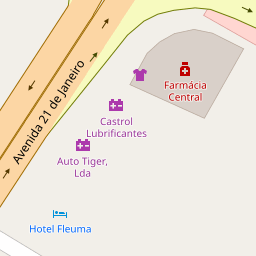 Farmácia
Central
Avenida 21 de Janeiro
Castrol
Lubrificantes
Auto Tiger,
Lda
Hotel Fleuma